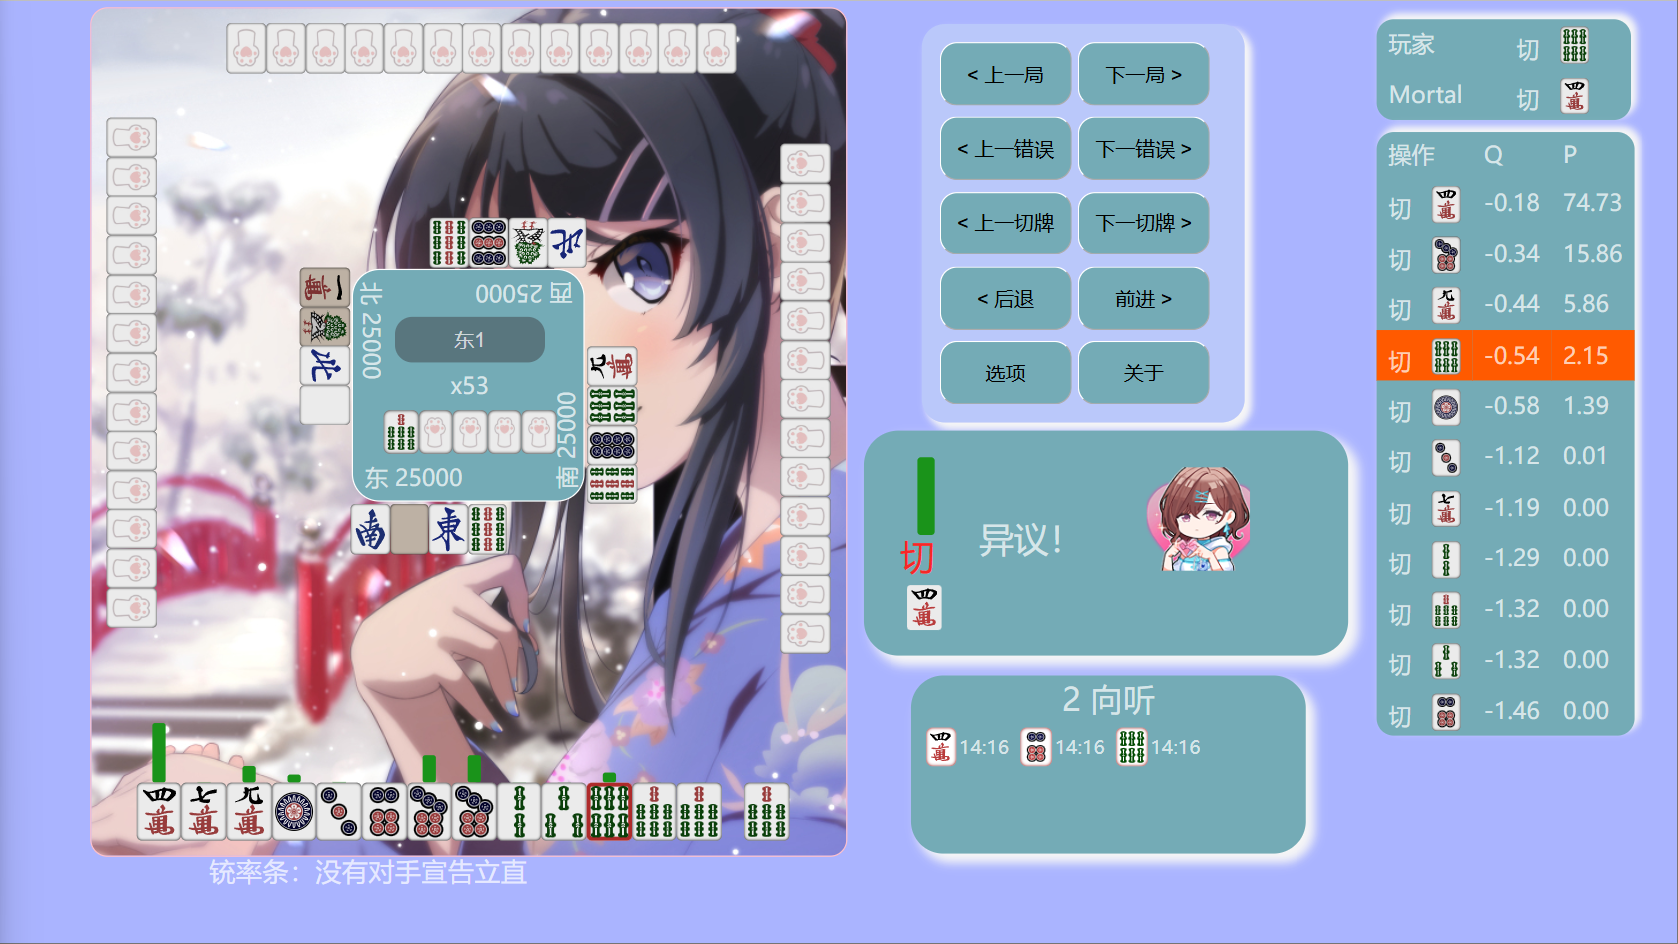 北 25000
西 25000
东1
x53
南 25000
东 25000
铳率条：没有对手宣告立直
< 上一局
下一局 >
< 上一错误
下一错误 >
< 上一切牌
下一切牌 >
< 后退
前进 >
选项
关于
切
异议！
2 向听
14:16 14:16 14:16
玩家 切
Mortal 切
操作 Q P
切 -0.18 74.73
切 -0.34 15.86
切 -0.44 5.86
切 -0.54 2.15
切 -0.58 1.39
切 -1.12 0.01
切 -1.19 0.00
切 -1.29 0.00
切 -1.32 0.00
切 -1.32 0.00
切 -1.46 0.00